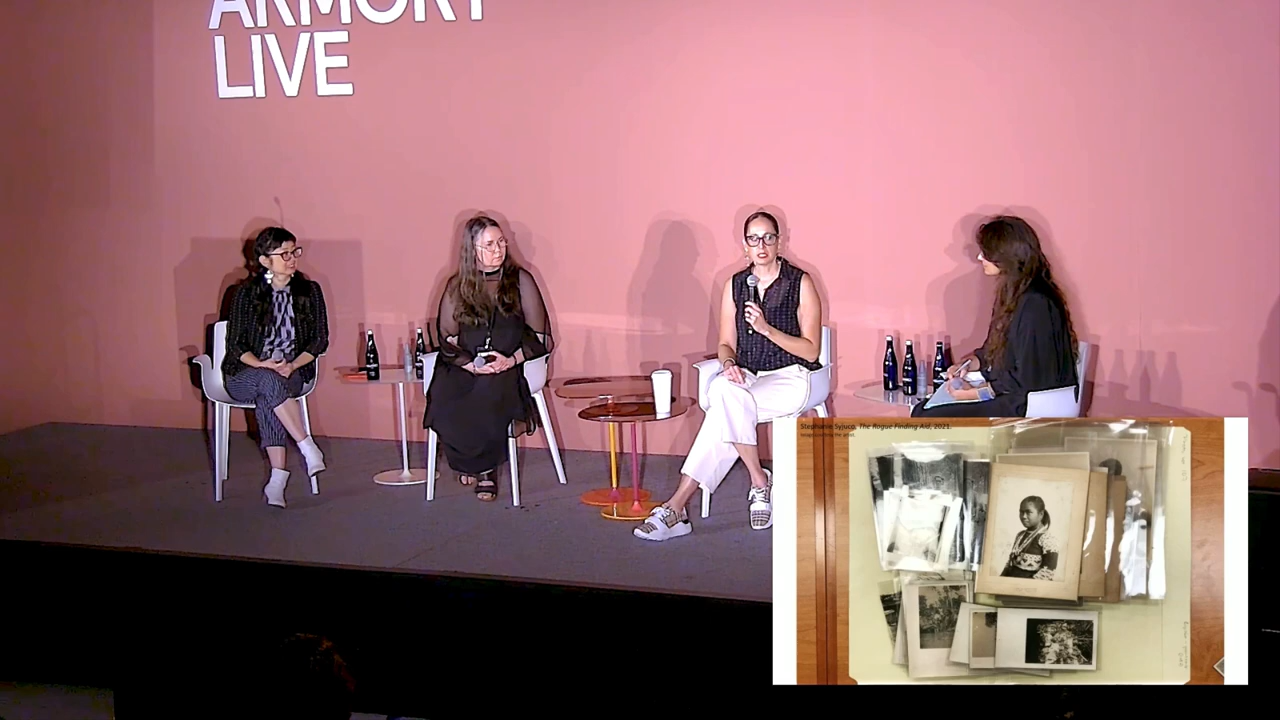 ARMORY
LIVE
Stephanie Syjuco, The Rogue Finding Aid, 2021.